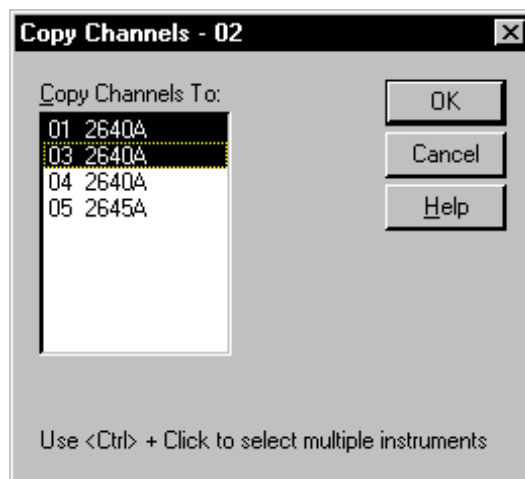 Copy Channels - 02
Copy Channels To:
01 2640A
03 2640A
04 2640A
05 2645A
OK
Cancel
Help
Use <Ctrl> + Click to select multiple instruments